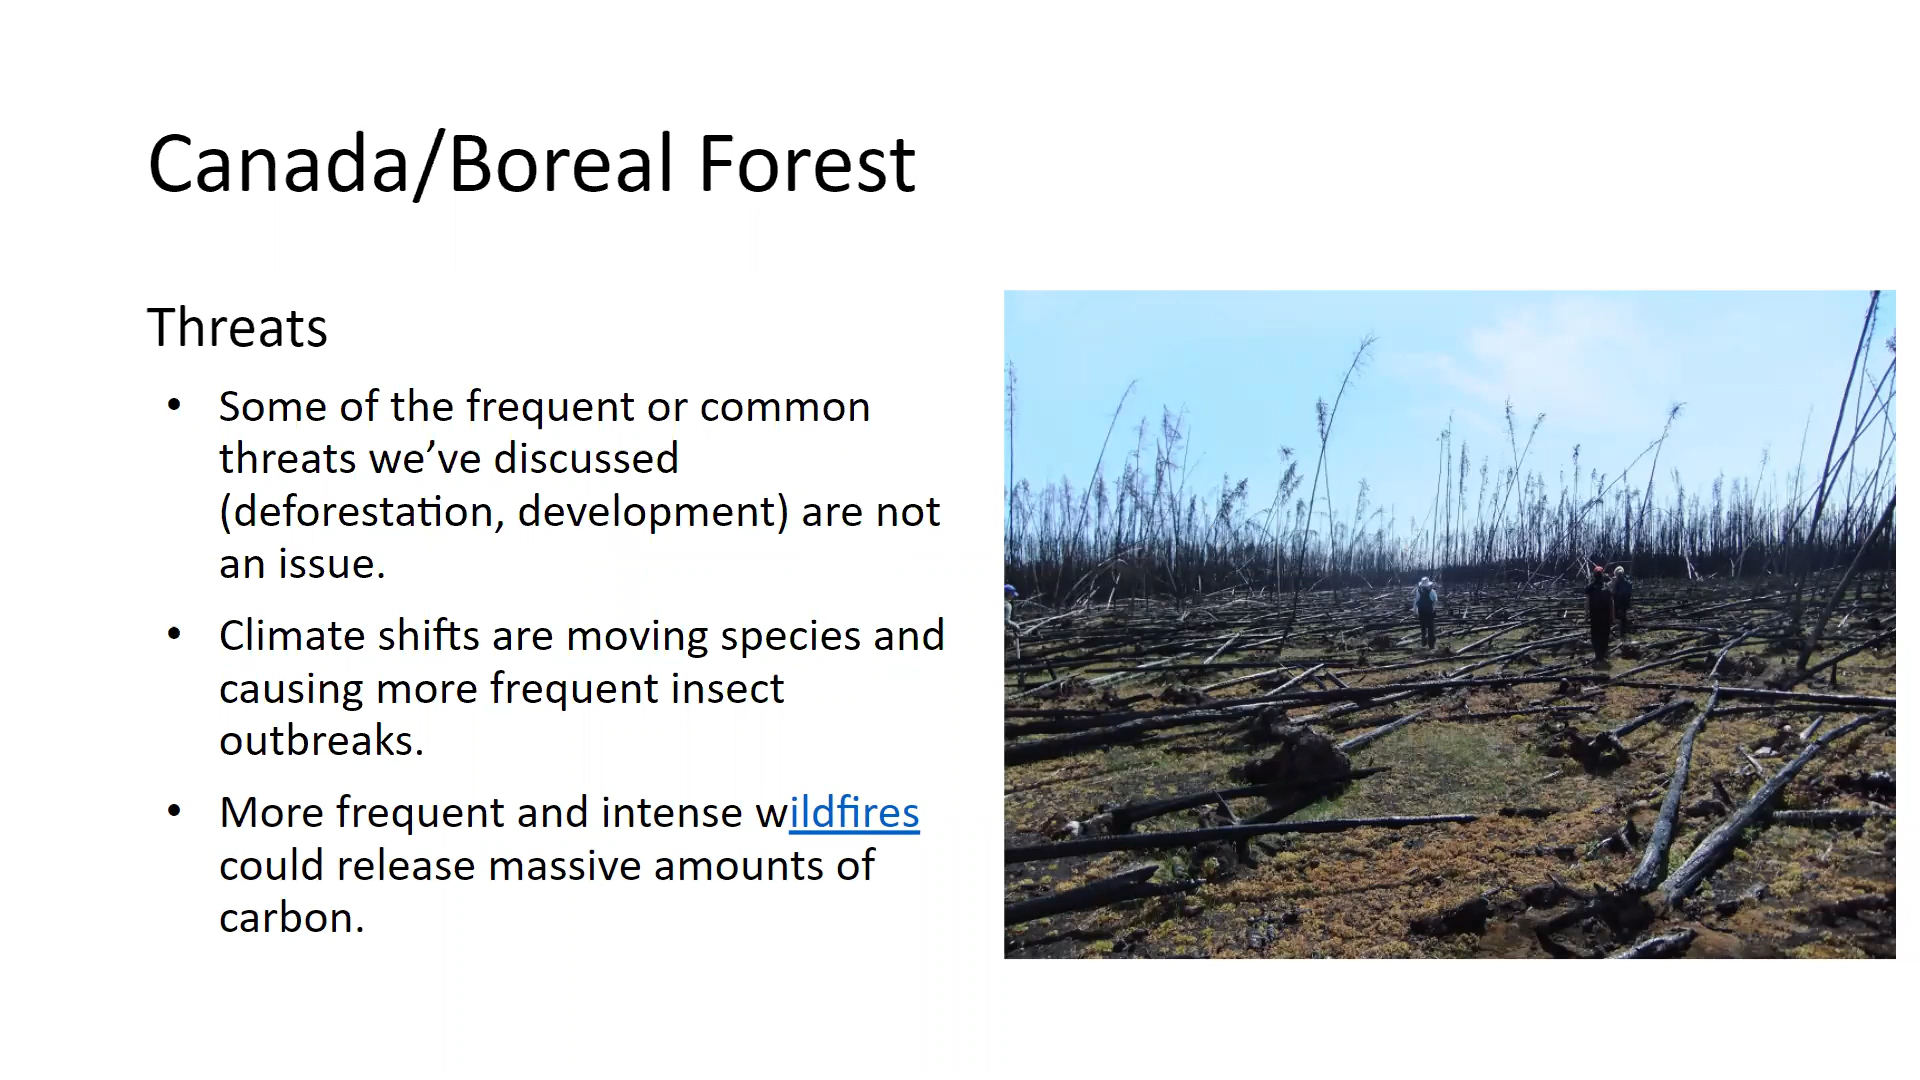 Canada/Boreal Forest
Threats
• Some of the frequent or common
threats we’ve discussed
(deforestation, development) are not
an issue.
• Climate shifts are moving species and
causing more frequent insect
outbreaks.
• More frequent and intense wildfires
could release massive amounts of
carbon.